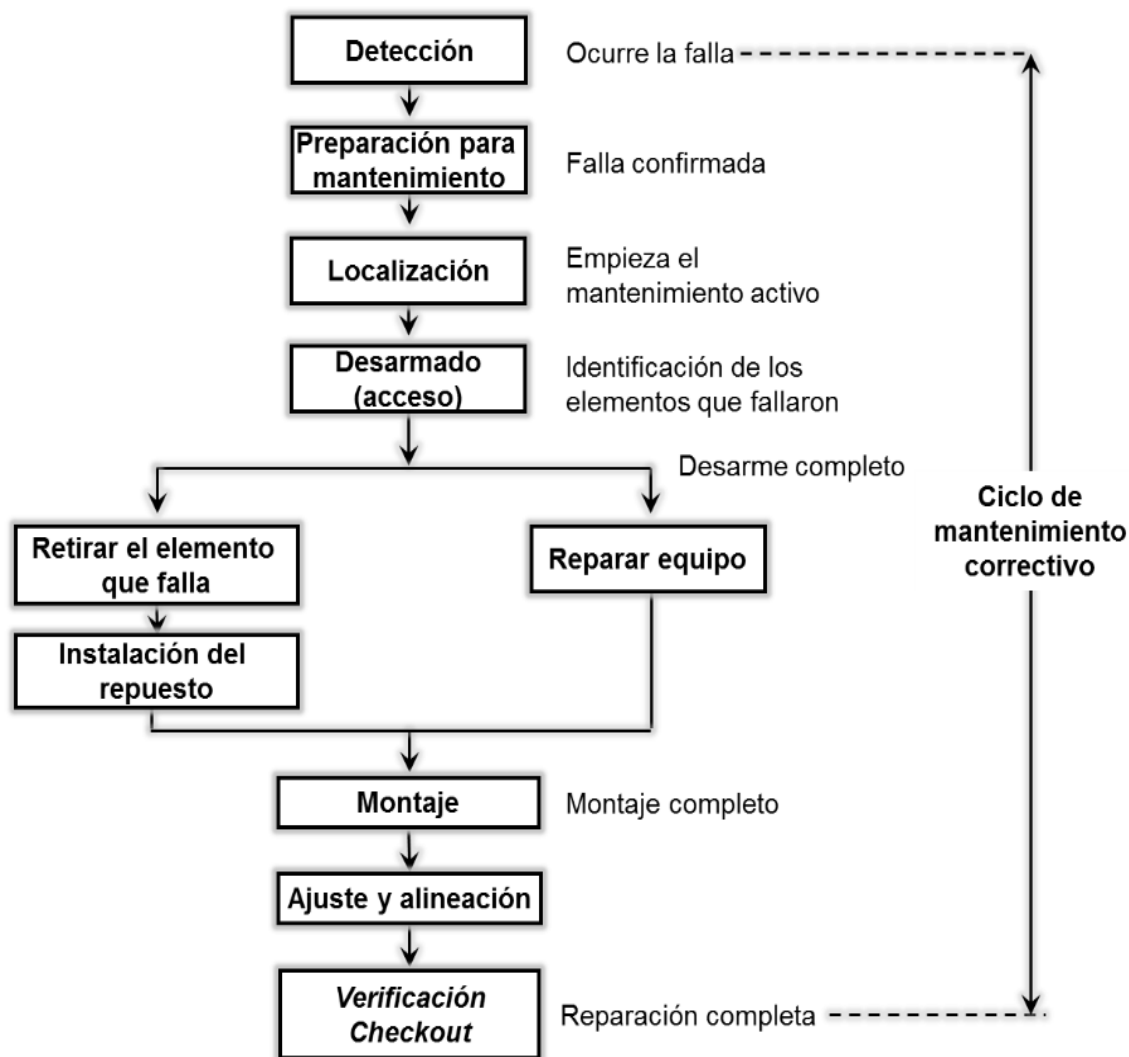 Detección
Ocurre la falla
Preparación para
mantenimiento
Falla confirmada
Localización
Empieza el
mantenimiento activo
Desarmado
(acceso)
Identificación de los
elementos que fallaron
Desarme completo
Retirar el elemento
que falla
Reparar equipo
Ciclo de
mantenimiento
correctivo
Instalación del
repuesto
Montaje
Montaje completo
Ajuste y alineación
Verificación
Checkout
Reparación completa